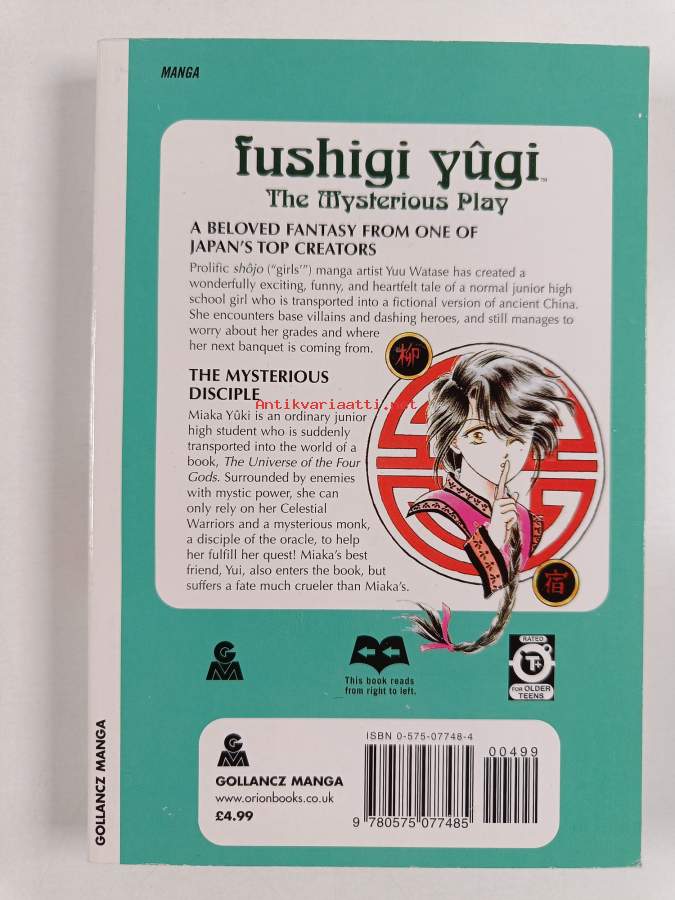 MANGA
fushigi yûgi™
The Mysterious Play
A BELOVED FANTASY FROM ONE OF
JAPAN'S TOP CREATORS
Prolific shôjo ("girls'") manga artist Yuu Watase has created a
wonderfully exciting, funny, and heartfelt tale of a normal junior high
school girl who is transported into a fictional version of ancient China.
She encounters base villains and dashing heroes, and still manages to
worry about her grades and where
her next banquet is coming from.
柳
THE MYSTERIOUS
DISCIPLE
Antikvariaatti.net
Miaka Yûki is an ordinary junior
high student who is suddenly
transported into the world of a
book, The Universe of the Four
Gods. Surrounded by enemies
with mystic power, she can
only rely on her Celestial
Warriors and a mysterious monk,
a disciple of the oracle, to help
her fulfill her quest! Miaka's best
friend, Yui, also enters the book, but
suffers a fate much crueler than Miaka's.
宿
GM
This book reads
from right to left.
RATED
T+
FOR OLDER
TEENS
GOLLANCZ MANGA
GM
GOLLANCZ MANGA
www.orionbooks.co.uk
£4.99
ISBN 0-575-07748-4
00499
9 780575 077485